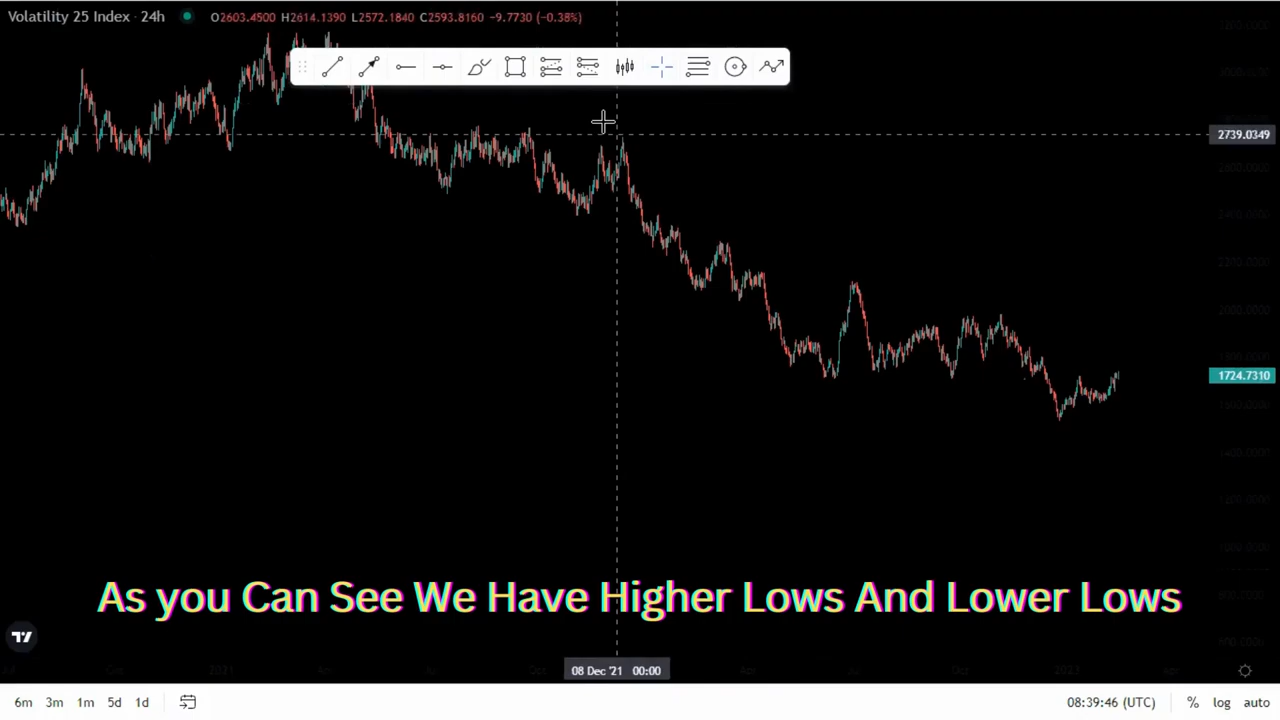 Volatility 25 Index · 24h O2603.4500 H2614.1390 L2572.1840 C2593.8160 -9.7730 (-0.38%)
2739.0349
1724.7310
As you Can See We Have Higher Lows And Lower Lows
08 Dec '21 00:00
6m 3m 1m 5d 1d 08:39:46 (UTC) % log auto